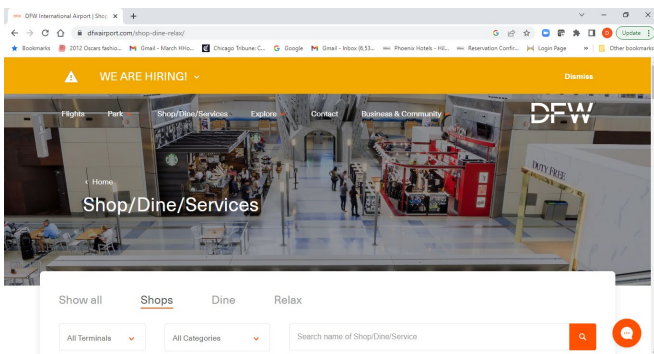 DFW International Airport | Shop
dfwairport.com/shop-dine-relax/
Update
Bookmarks 2012 Oscars fashio... Gmail - March HHo... Chicago Tribune: C... Google Gmail - Inbox (6,53... Phoenix Hotels - Hil... Reservation Confir... Login Page » Other bookmarks
WE ARE HIRING!
Dismiss
Flights Park Shop/Dine/Services Explore Contact Business & Community DFW
DUTY FREE
< Home
Shop/Dine/Services
Show all Shops Dine Relax
All Terminals All Categories Search name of Shop/Dine/Service